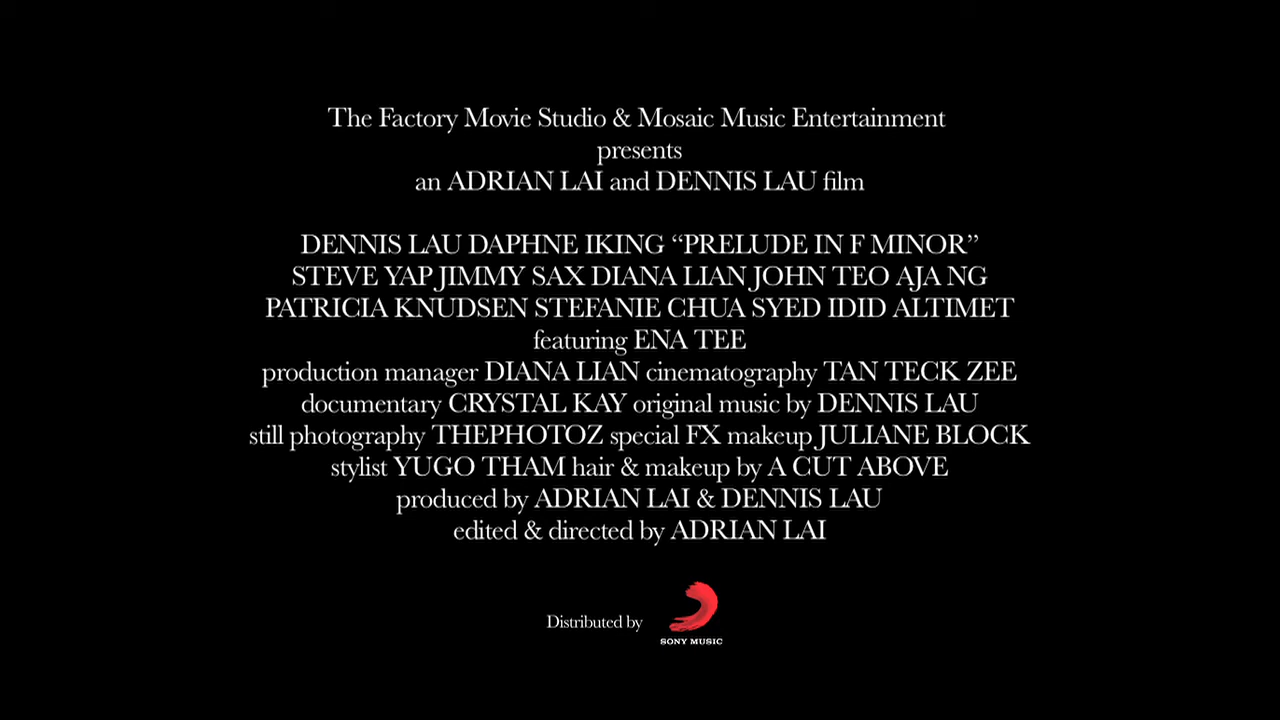 The Factory Movie Studio & Mosaic Music Entertainment
presents
an ADRIAN LAI and DENNIS LAU film
DENNIS LAU DAPHNE IKING “PRELUDE IN F MINOR”
STEVE YAP JIMMY SAX DIANA LIAN JOHN TEO AJA NG
PATRICIA KNUDSEN STEFANIE CHUA SYED IDID ALTIMET
featuring ENA TEE
production manager DIANA LIAN cinematography TAN TECK ZEE
documentary CRYSTAL KAY original music by DENNIS LAU
still photography THEPHOTOZ special FX makeup JULIANE BLOCK
stylist YUGO THAM hair & makeup by A CUT ABOVE
produced by ADRIAN LAI & DENNIS LAU
edited & directed by ADRIAN LAI
Distributed by
SONY MUSIC